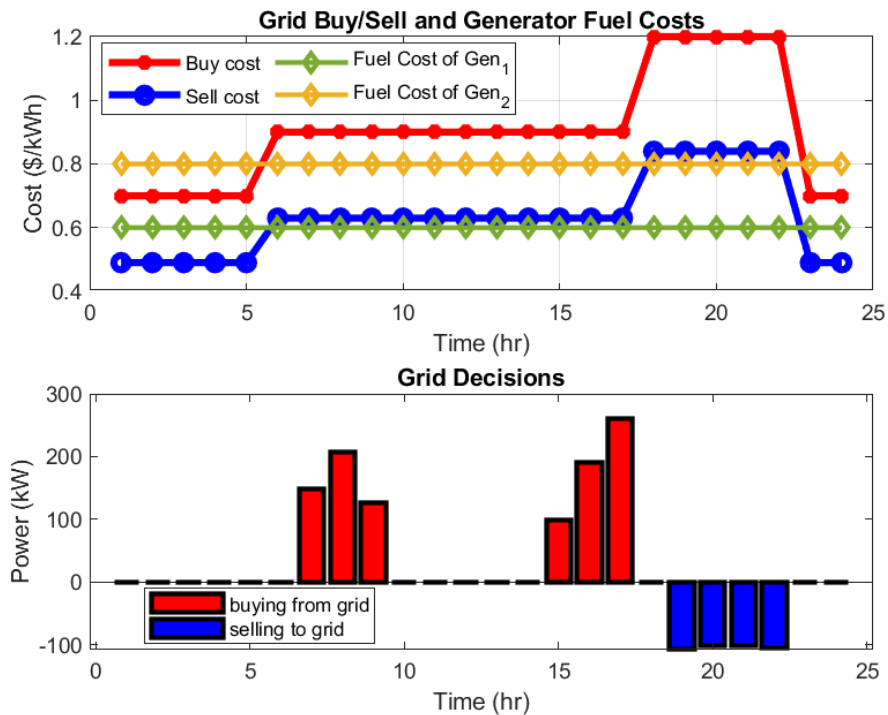 Grid Buy/Sell and Generator Fuel Costs
Cost ($/kWh)
1.2
1
0.8
0.6
0.4
Buy cost
Sell cost
Fuel Cost of Gen₁
Fuel Cost of Gen₂
0 5 10 15 20 25
Time (hr)
Grid Decisions
Power (kW)
300
200
100
0
-100
buying from grid
selling to grid
0 5 10 15 20 25
Time (hr)